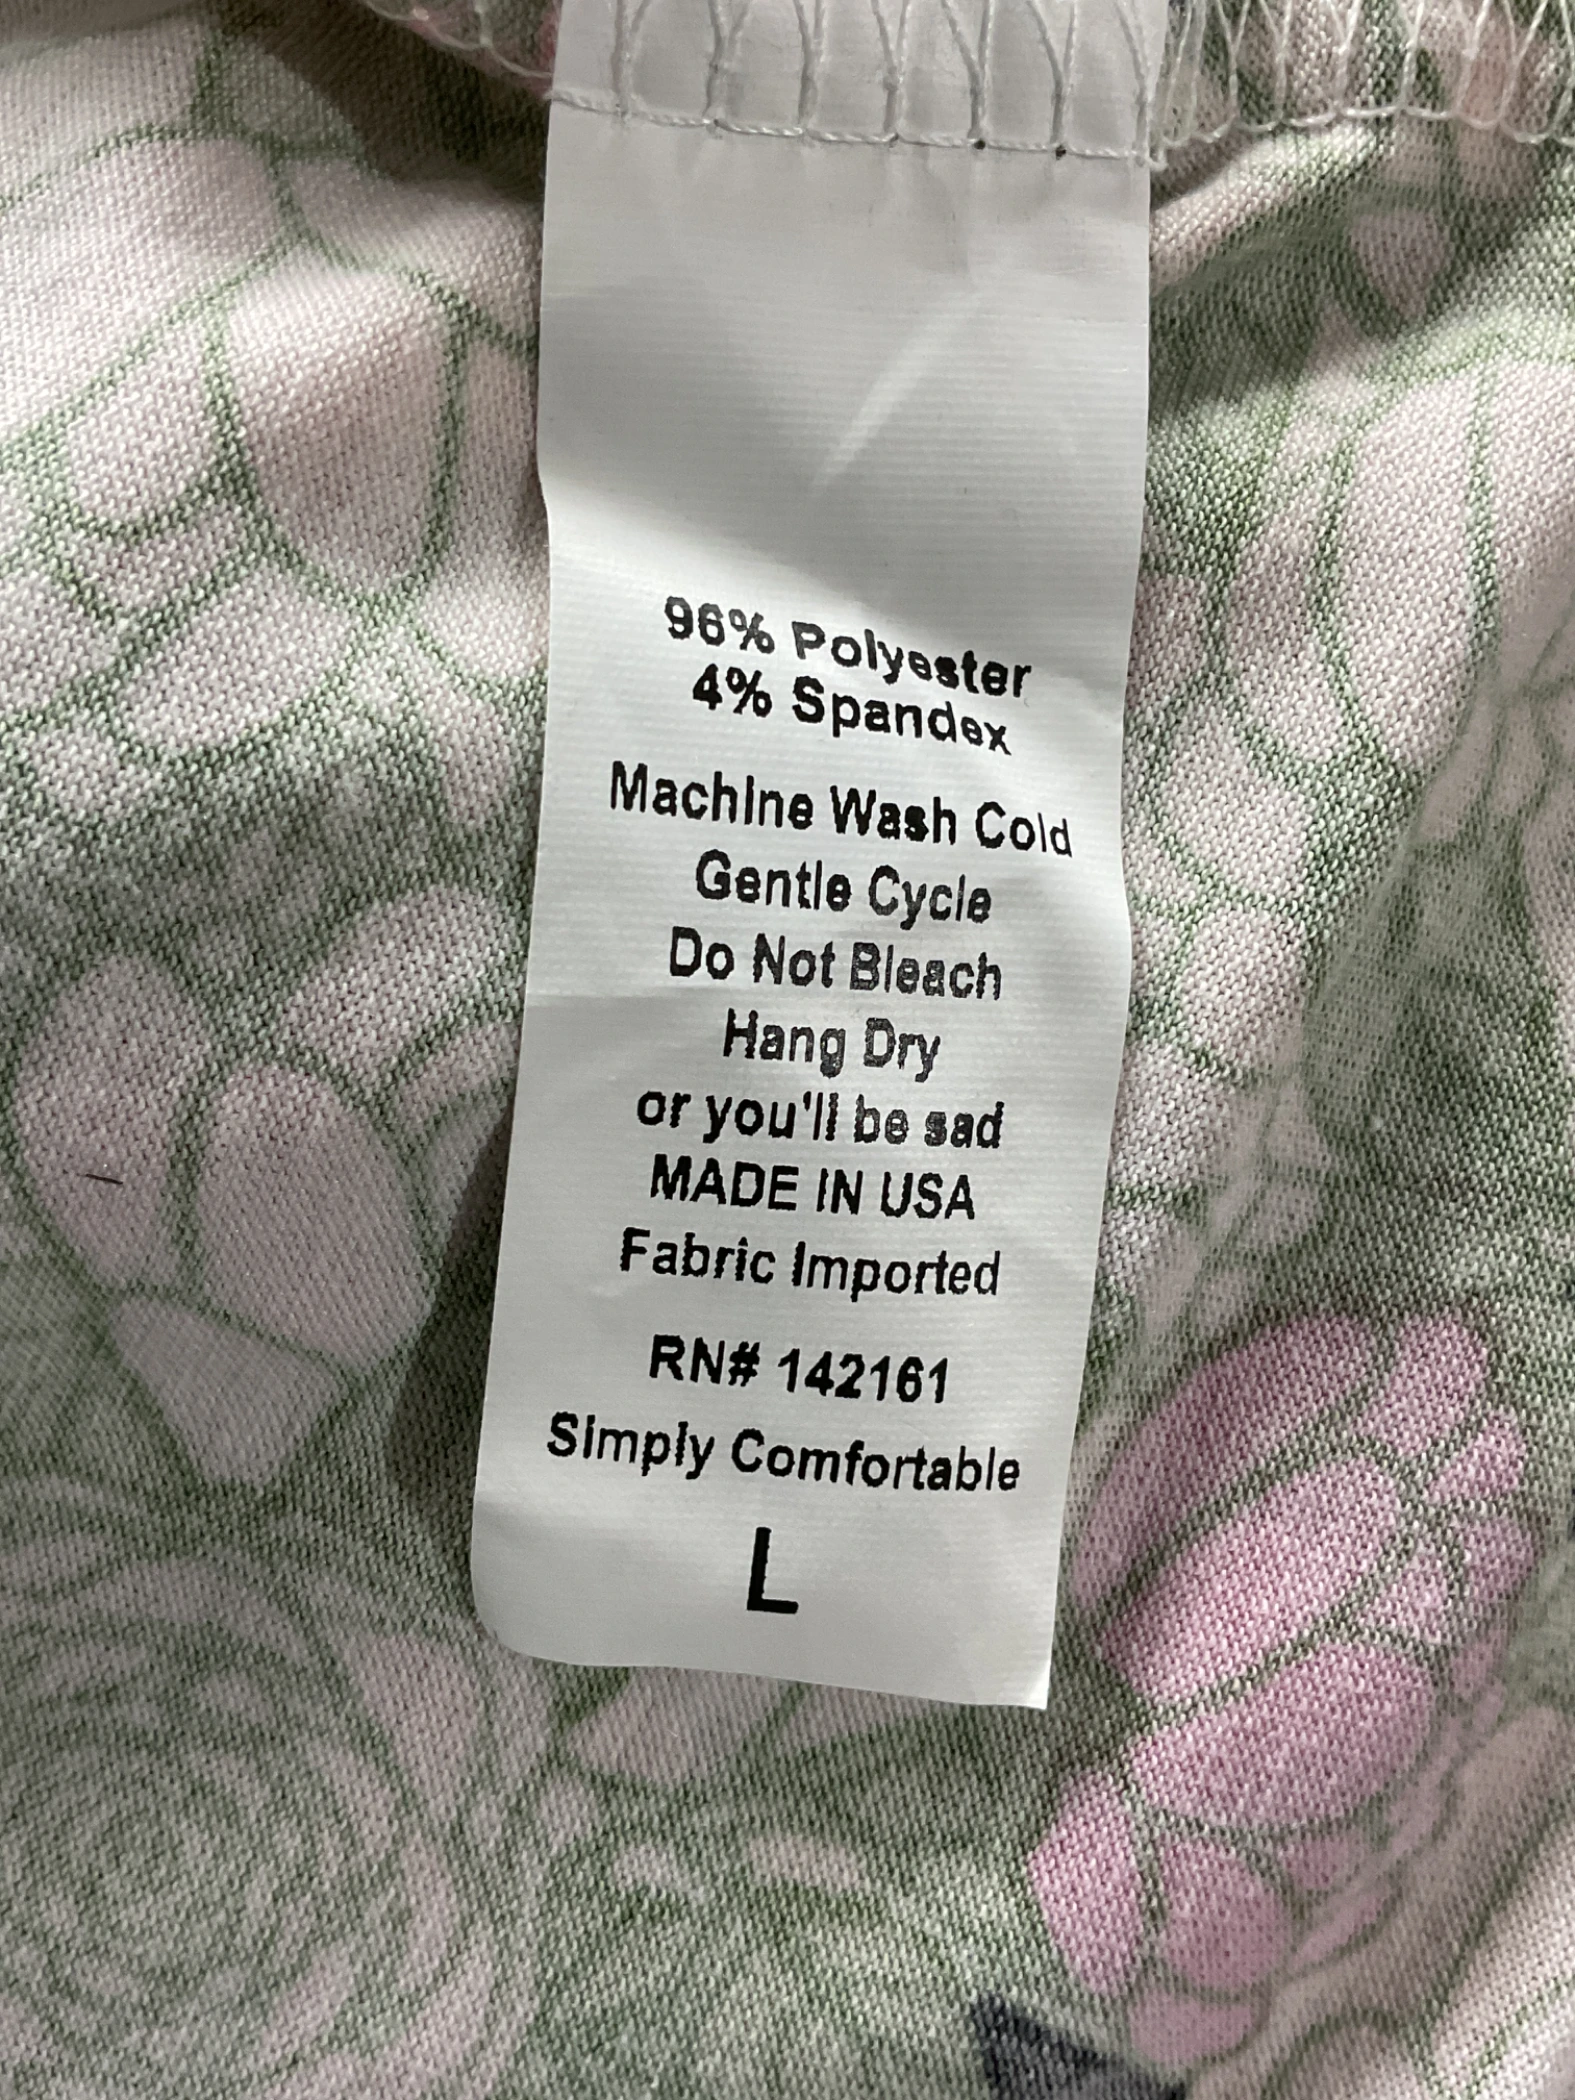 96% Polyester
4% Spandex
Machine Wash Cold
Gentle Cycle
Do Not Bleach
Hang Dry
or you'll be sad
MADE IN USA
Fabric Imported
RN# 142161
Simply Comfortable
L